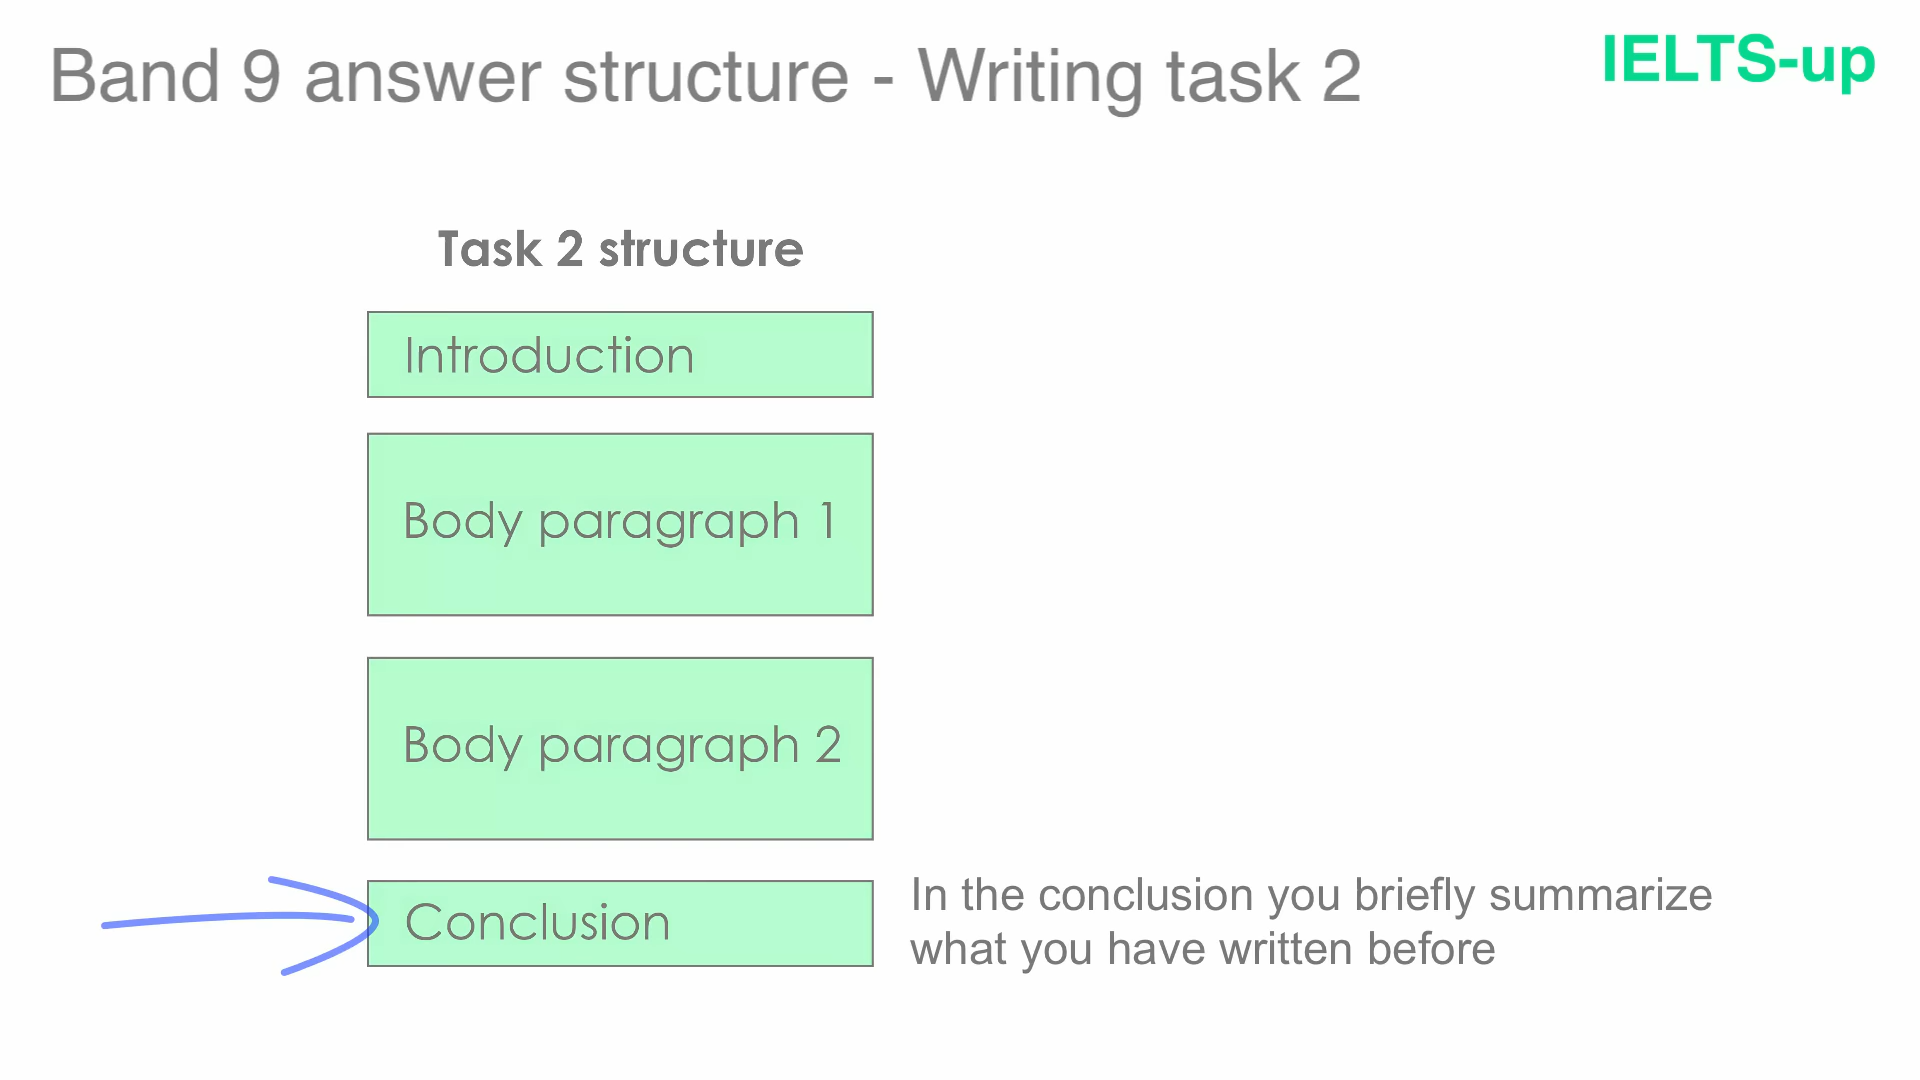 Band 9 answer structure - Writing task 2
IELTS-up
Task 2 structure
Introduction
Body paragraph 1
Body paragraph 2
Conclusion
In the conclusion you briefly summarize
what you have written before